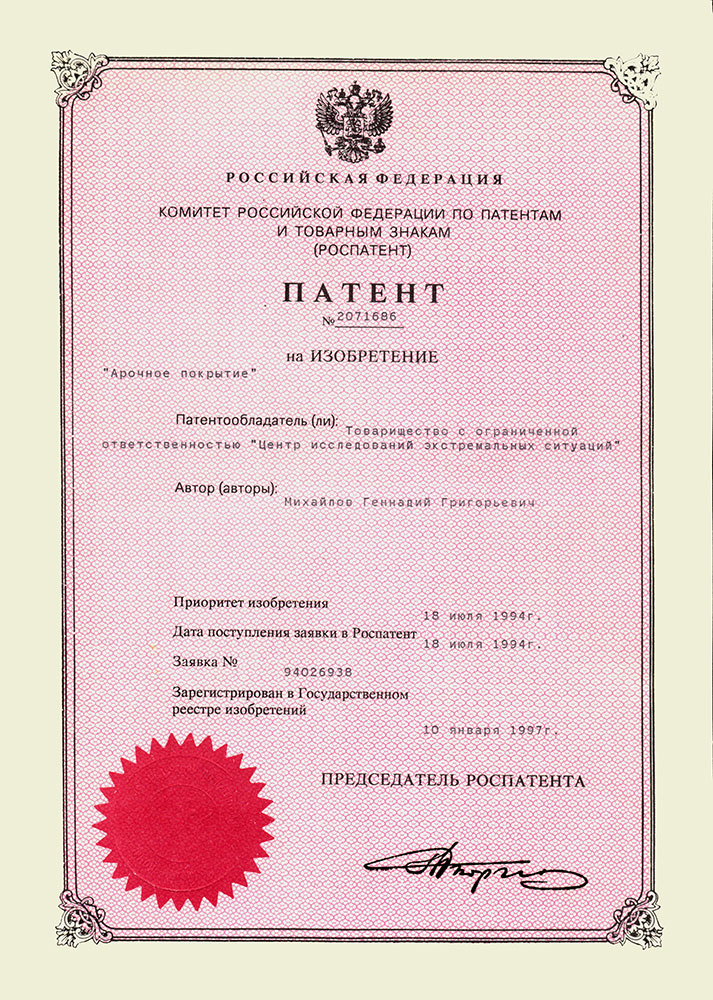 РОССИЙСКАЯ ФЕДЕРАЦИЯ
КОМИТЕТ РОССИЙСКОЙ ФЕДЕРАЦИИ ПО ПАТЕНТАМ
И ТОВАРНЫМ ЗНАКАМ
(РОСПАТЕНТ)
ПАТЕНТ
№ 2071686
на ИЗОБРЕТЕНИЕ
"Арочное покрытие"
Патентообладатель (ли): Товарищество с ограниченной
ответственностью "Центр исследований экстремальных ситуаций"
Автор (авторы):
Михайлов Геннадий Григорьевич
Приоритет изобретения
18 июля 1994г.
Дата поступления заявки в Роспатент
18 июля 1994г.
Заявка №
94026938
Зарегистрирован в Государственном
реестре изобретений
10 января 1997г.
ПРЕДСЕДАТЕЛЬ РОСПАТЕНТА